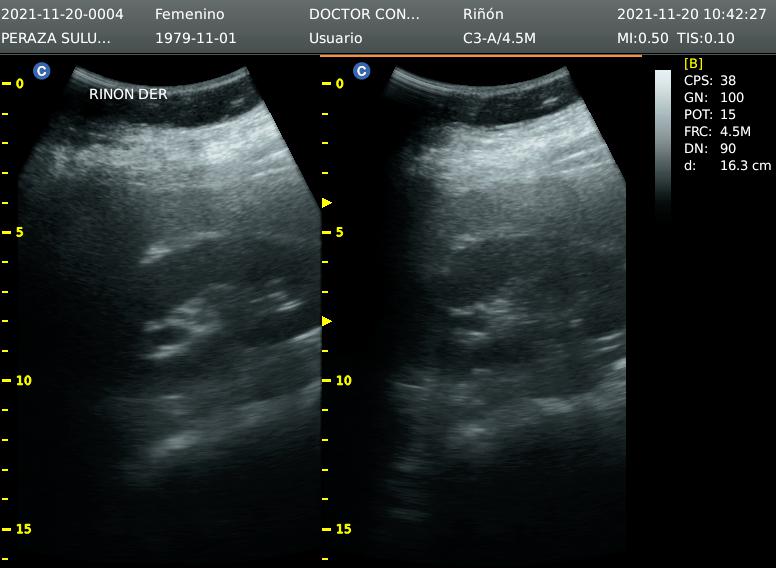 2021-11-20-0004 Femenino DOCTOR CON... Riñón 2021-11-20 10:42:27
PERAZA SULU... 1979-11-01 Usuario C3-A/4.5M MI:0.50 TIS:0.10
C
C
RINON DER
[B]
CPS: 38
GN: 100
POT: 15
FRC: 4.5M
DN: 90
d: 16.3 cm
0
5
10
15
0
5
10
15